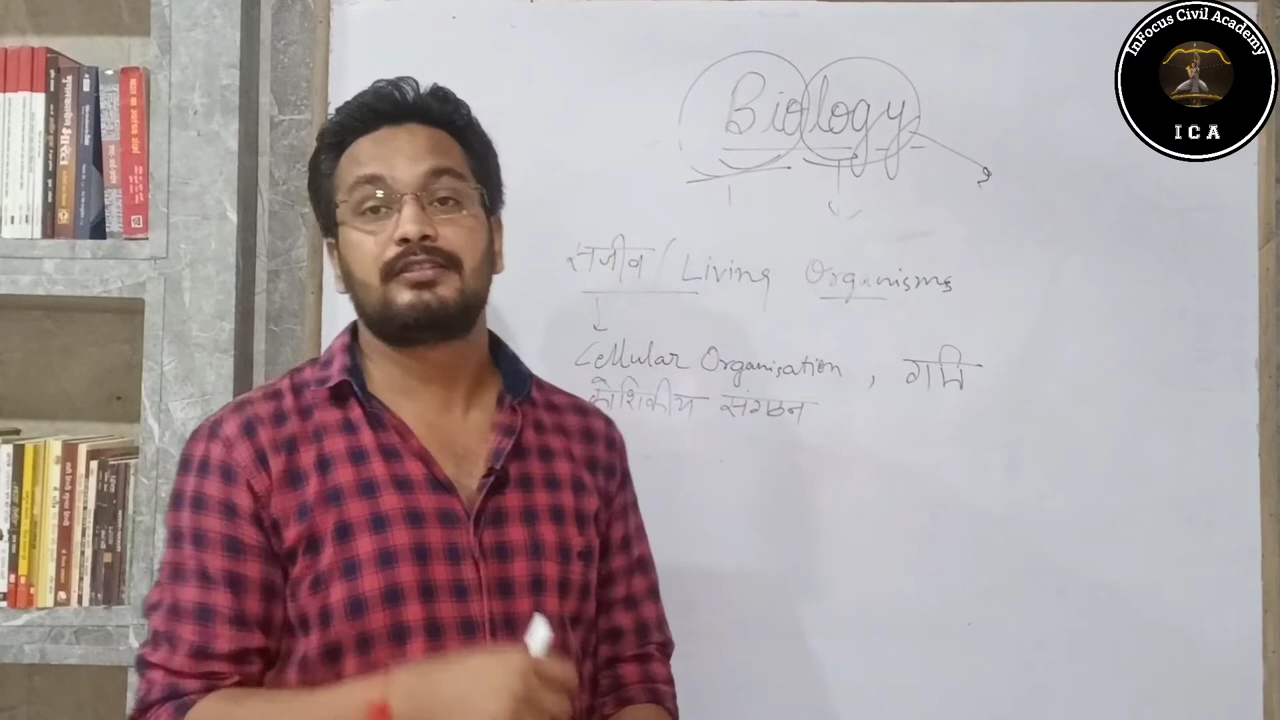 InFocus Civil Academy
ICA
Biology
सजीव / Living Organisms
Cellular Organisation, गति
कोशिकीय संगठन